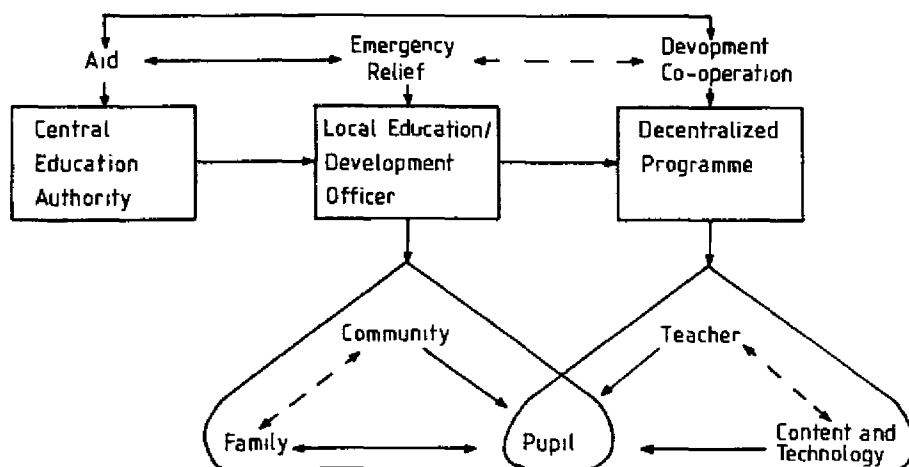 Aid
Emergency
Relief
Devopment
Co-operation
Central
Education
Authority
Local Education/
Development
Officer
Decentralized
Programme
Community
Teacher
Family
Pupil
Content and
Technology